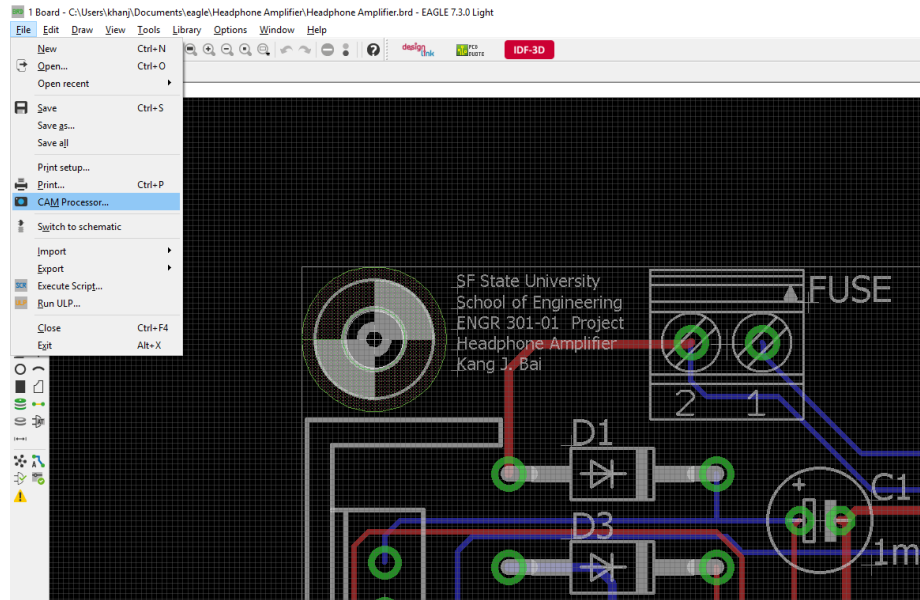 1 Board - C:\Users\khanj\Documents\eagle\Headphone Amplifier\Headphone Amplifier.brd - EAGLE 7.3.0 Light
File Edit Draw View Tools Library Options Window Help
New Ctrl+N
Open... Ctrl+O
Open recent
Save Ctrl+S
Save as...
Save all
Print setup...
Print... Ctrl+P
CAM Processor...
Switch to schematic
Import
Export
Execute Script...
Run ULP...
Close Ctrl+F4
Exit Alt+X
design link
PCB QUOTE
IDF-3D
SF State University
School of Engineering
ENGR 301-01 Project
Headphone Amplifier
Kang J. Bai
FUSE
2 1
D1
C1
+
D3
1m